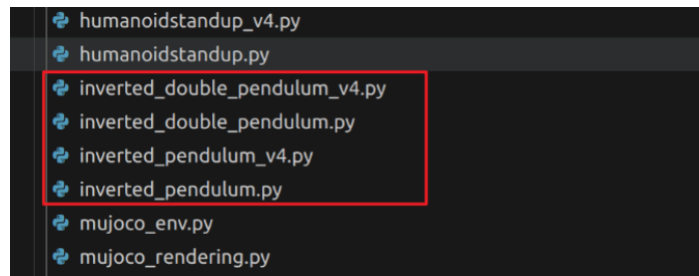 humanoidstandup_v4.py
humanoidstandup.py
inverted_double_pendulum_v4.py
inverted_double_pendulum.py
inverted_pendulum_v4.py
inverted_pendulum.py
mujoco_env.py
mujoco_rendering.py